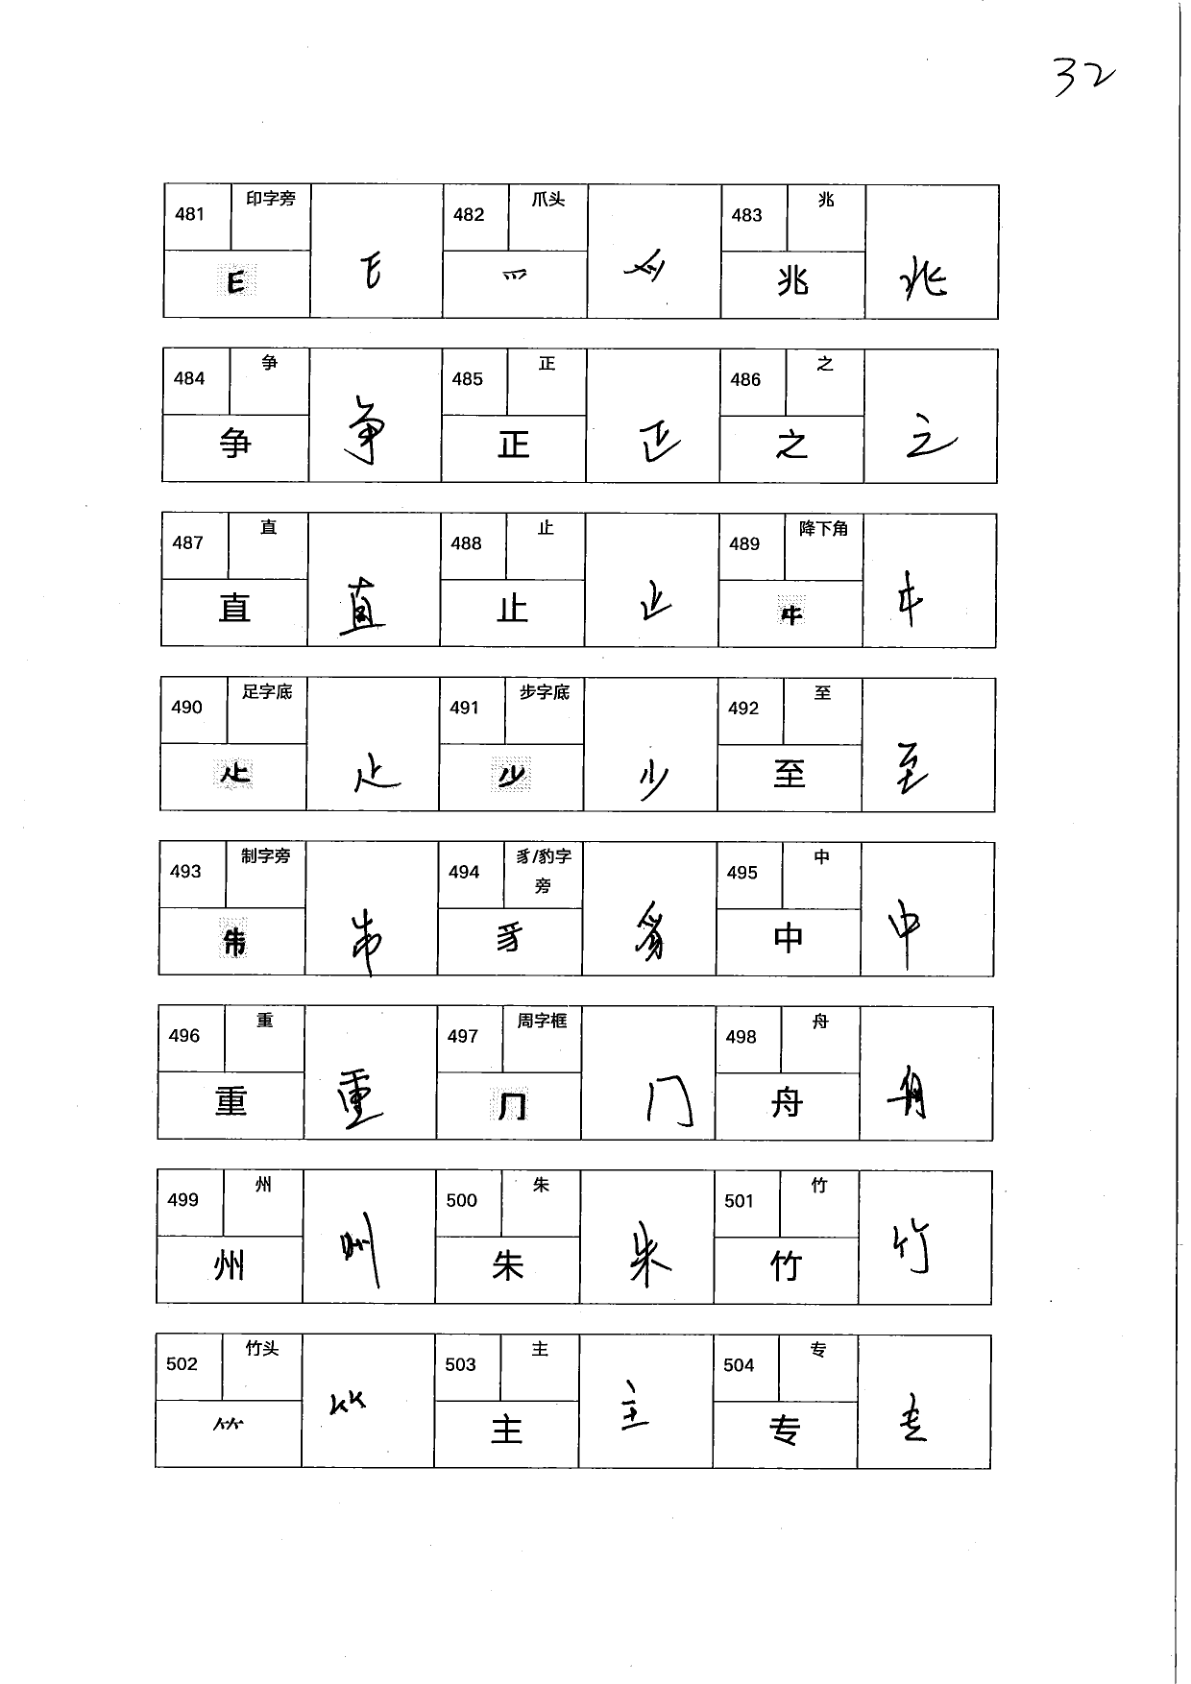 32
481 印字旁 482 爪头 483 兆
E E 爫 爫 兆 兆
484 争 485 正 486 之
争 争 正 正 之 之
487 直 488 止 489 降下角
直 直 止 止 㐄 㐄
490 足字底 491 步字底 492 至
龰 龰 少 少 至 至
493 制字旁 494 豸/豹字
旁 495 中
豸 豸 中 中
496 重 497 周字框 498 舟
重 重 冂 冂 舟 舟
499 州 500 朱 501 竹
州 州 朱 朱 竹 竹
502 竹头 503 主 504 专
𥫗 𥫗 主 主 专 专